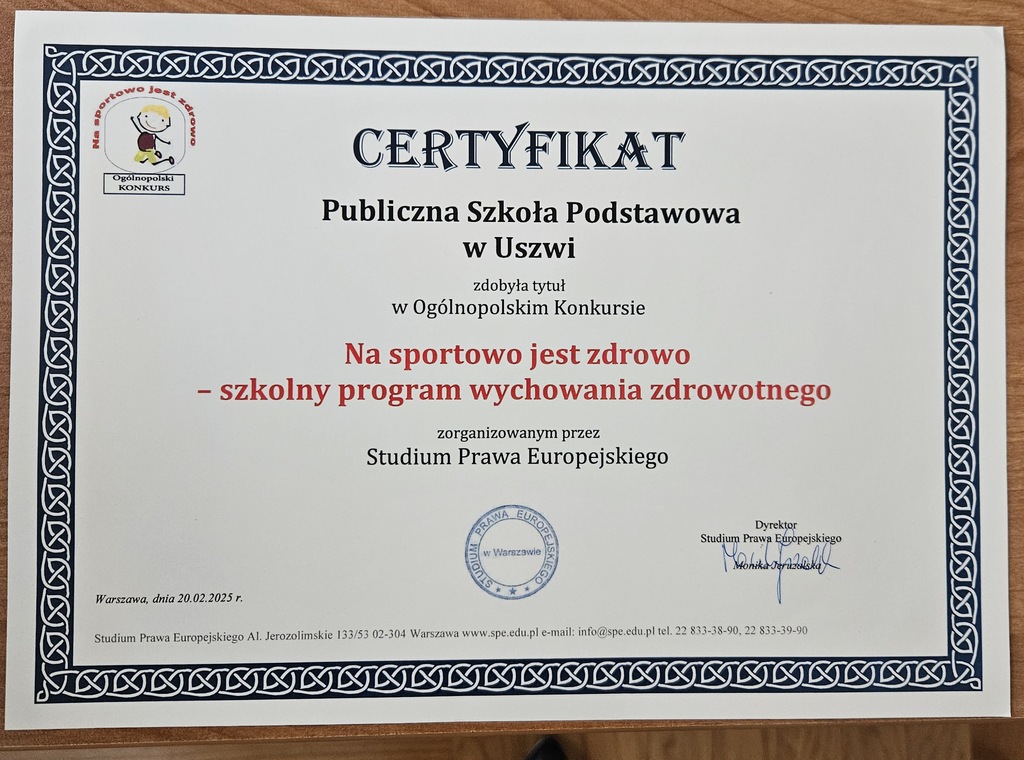 Na sportowo jest zdrowo
Ogólnopolski
KONKURS
CERTYFIKAT
Publiczna Szkoła Podstawowa
w Uszwi
zdobyła tytuł
w Ogólnopolskim Konkursie
Na sportowo jest zdrowo
– szkolny program wychowania zdrowotnego
zorganizowanym przez
Studium Prawa Europejskiego
STUDIUM PRAWA EUROPEJSKIEGO
w Warszawie
Dyrektor
Studium Prawa Europejskiego
Monika Jeruzalska
Warszawa, dnia 20.02.2025 r.
Studium Prawa Europejskiego Al. Jerozolimskie 133/53 02-304 Warszawa www.spe.edu.pl e-mail: info@spe.edu.pl tel. 22 833-38-90, 22 833-39-90